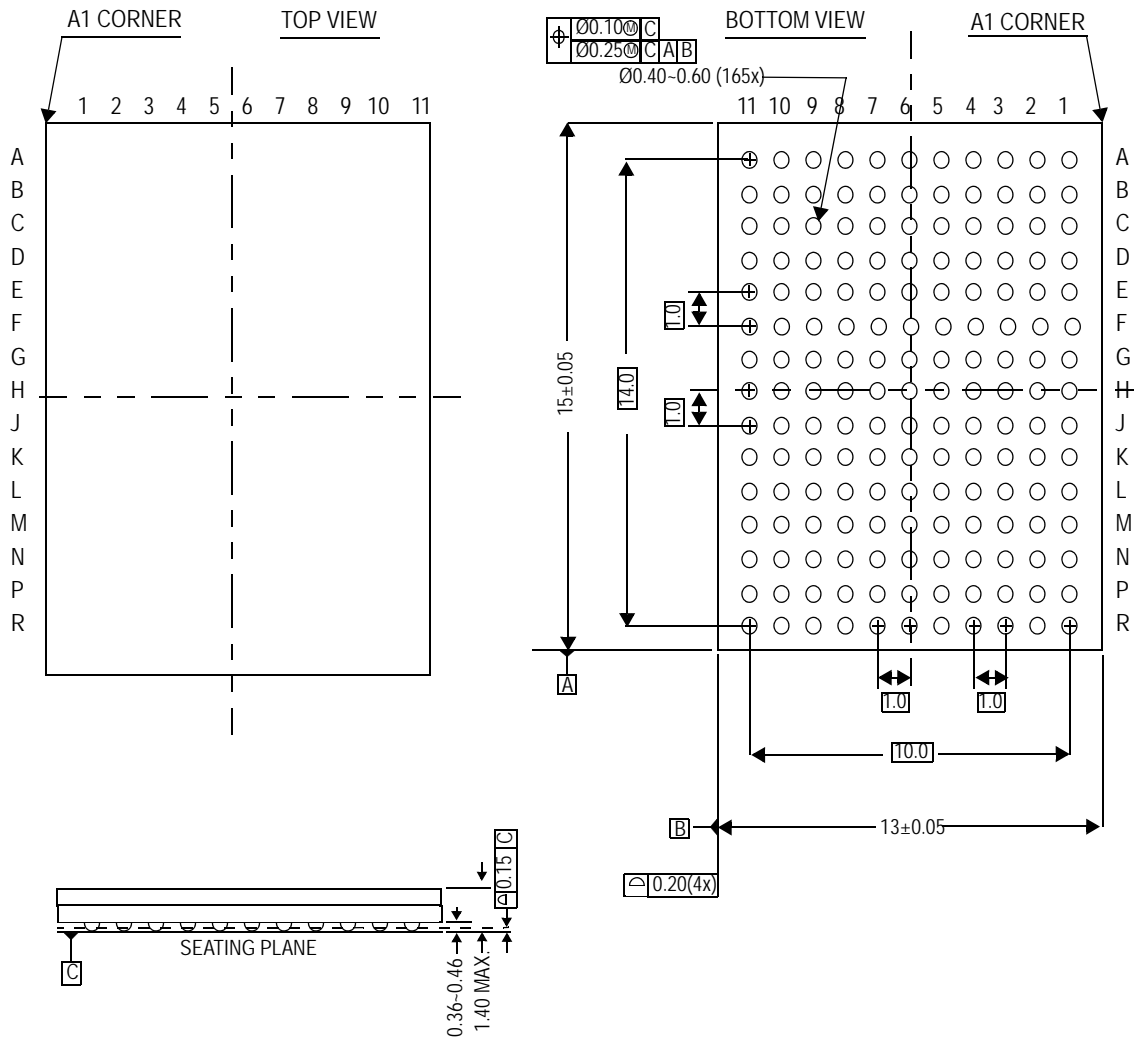 A1 CORNER
TOP VIEW
1 2 3 4 5 6 7 8 9 10 11
A
B
C
D
E
F
G
H
J
K
L
M
N
P
R
Ø0.10Ⓜ C
Ø0.25Ⓜ C A B
BOTTOM VIEW
A1 CORNER
Ø0.40~0.60 (165x)
11 10 9 8 7 6 5 4 3 2 1
A
B
C
D
E
F
G
H
J
K
L
M
N
P
R
15±0.05
14.0
1.0
1.0
A
1.0
1.0
10.0
B
13±0.05
0.20(4x)
0.15 C
SEATING PLANE
C
0.36~0.46
1.40 MAX.